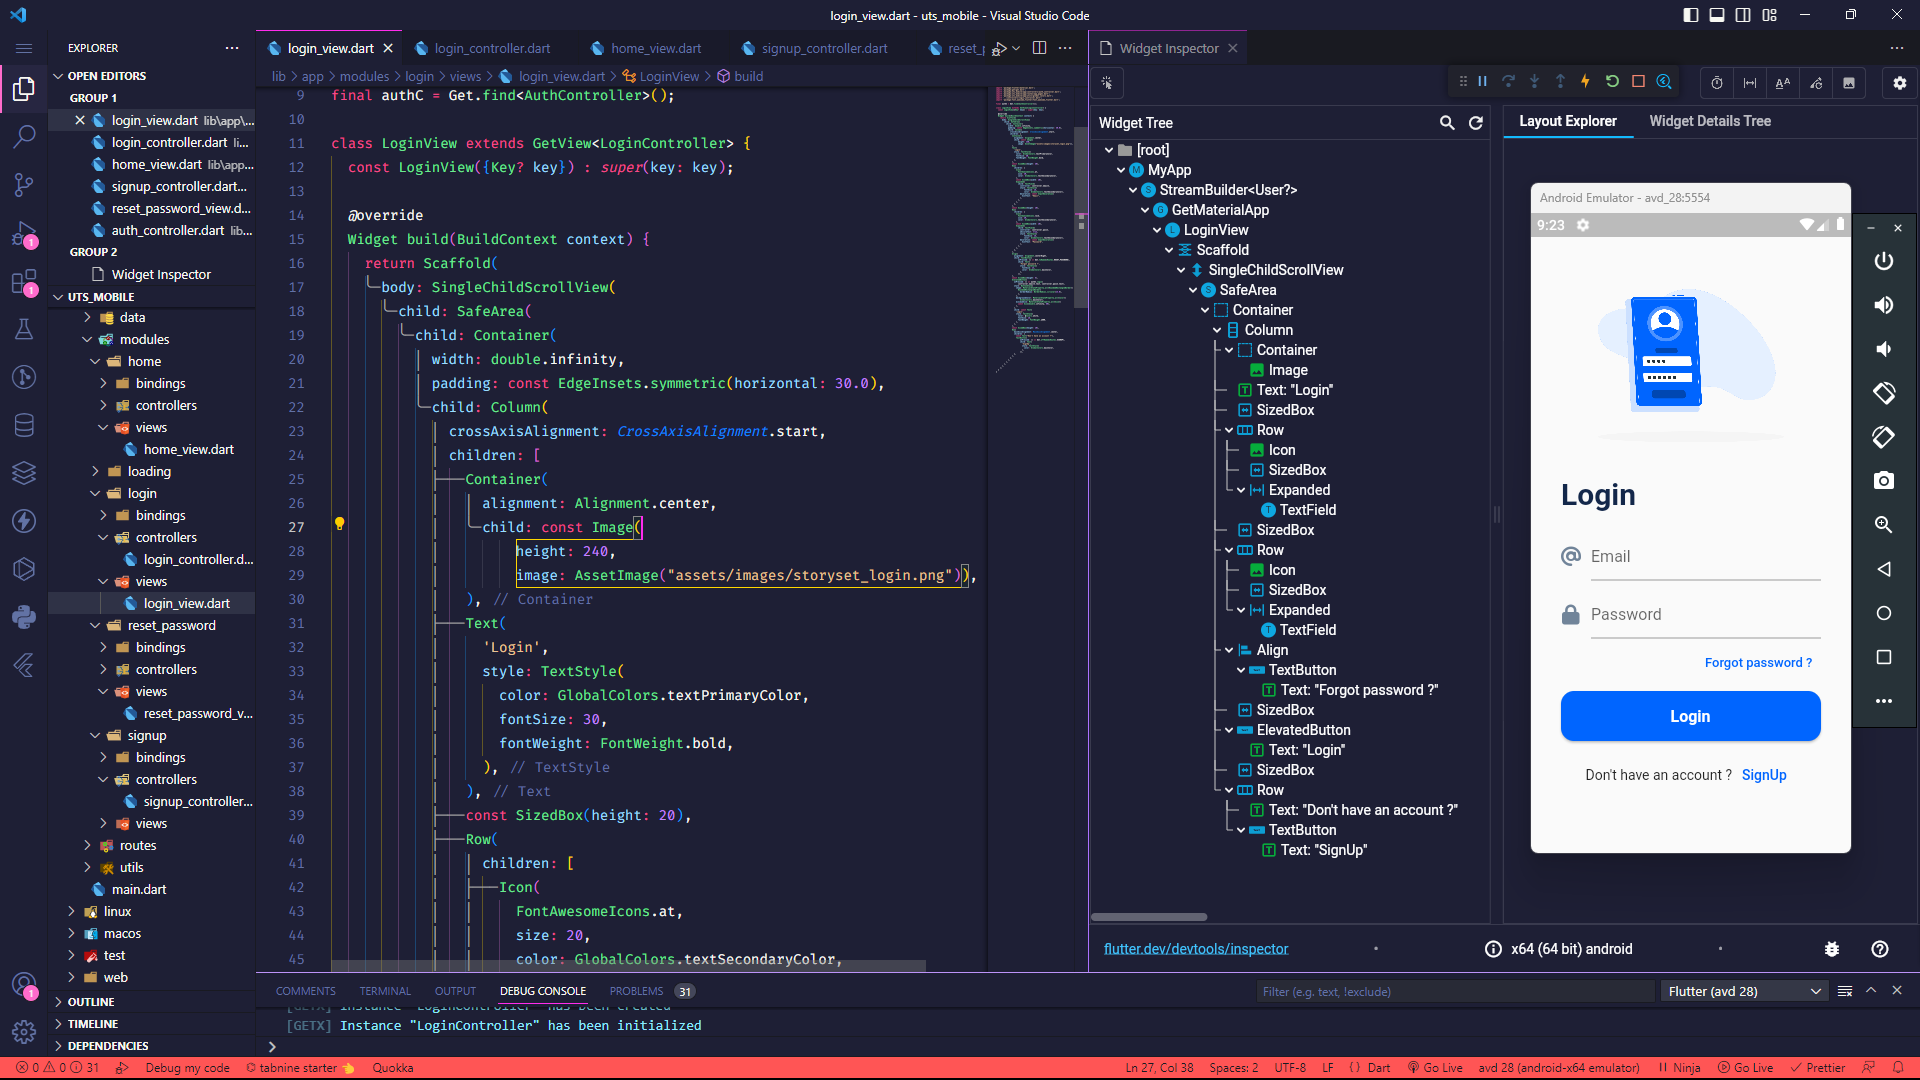 login_view.dart - uts_mobile - Visual Studio Code
EXPLORER
OPEN EDITORS
GROUP 1
login_view.dart lib\app\...
login_controller.dart li...
home_view.dart lib\app...
signup_controller.dart...
reset_password_view.d...
auth_controller.dart lib...
GROUP 2
Widget Inspector
UTS_MOBILE
data
modules
home
bindings
controllers
views
home_view.dart
loading
login
bindings
controllers
login_controller.d...
views
login_view.dart
reset_password
bindings
controllers
views
reset_password_v...
signup
bindings
controllers
signup_controller...
views
routes
utils
main.dart
linux
macos
test
web
OUTLINE
TIMELINE
DEPENDENCIES
1
1
1
login_view.dart
login_controller.dart
home_view.dart
signup_controller.dart
reset_p
lib > app > modules > login > views > login_view.dart > LoginView > build
9 final authC = Get.find<AuthController>();
10
11 class LoginView extends GetView<LoginController> {
12 const LoginView({Key? key}) : super(key: key);
13
14 @override
15 Widget build(BuildContext context) {
16 return Scaffold(
17 body: SingleChildScrollView(
18 child: SafeArea(
19 child: Container(
20 width: double.infinity,
21 padding: const EdgeInsets.symmetric(horizontal: 30.0),
22 child: Column(
23 crossAxisAlignment: CrossAxisAlignment.start,
24 children: [
25 Container(
26 alignment: Alignment.center,
27 child: const Image(
28 height: 240,
29 image: AssetImage("assets/images/storyset_login.png")),
30 ), // Container
31 Text(
32 'Login',
33 style: TextStyle(
34 color: GlobalColors.textPrimaryColor,
35 fontSize: 30,
36 fontWeight: FontWeight.bold,
37 ), // TextStyle
38 ), // Text
39 const SizedBox(height: 20),
40 Row(
41 children: [
42 Icon(
43 FontAwesomeIcons.at,
44 size: 20,
45 color: GlobalColors.textSecondaryColor,
Widget Inspector
Widget Tree
[root]
MyApp
StreamBuilder<User?>
GetMaterialApp
LoginView
Scaffold
SingleChildScrollView
SafeArea
Container
Column
Container
Image
Text: "Login"
SizedBox
Row
Icon
SizedBox
Expanded
TextField
SizedBox
Row
Icon
SizedBox
Expanded
TextField
Align
TextButton
Text: "Forgot password ?"
SizedBox
ElevatedButton
Text: "Login"
SizedBox
Row
Text: "Don't have an account ?"
TextButton
Text: "SignUp"
Layout Explorer
Widget Details Tree
Android Emulator - avd_28:5554
9:23
Login
Email
Password
Forgot password ?
Login
Don't have an account ? SignUp
flutter.dev/devtools/inspector
x64 (64 bit) android
COMMENTS
TERMINAL
OUTPUT
DEBUG CONSOLE
PROBLEMS 31
Filter (e.g. text, !exclude)
Flutter (avd 28)
[GETX] Instance "LoginController" has been created
[GETX] Instance "LoginController" has been initialized
0 0 31
Debug my code
tabnine starter
Quokka
Ln 27, Col 38
Spaces: 2
UTF-8
LF
{ } Dart
Go Live
avd 28 (android-x64 emulator)
Ninja
Go Live
Prettier